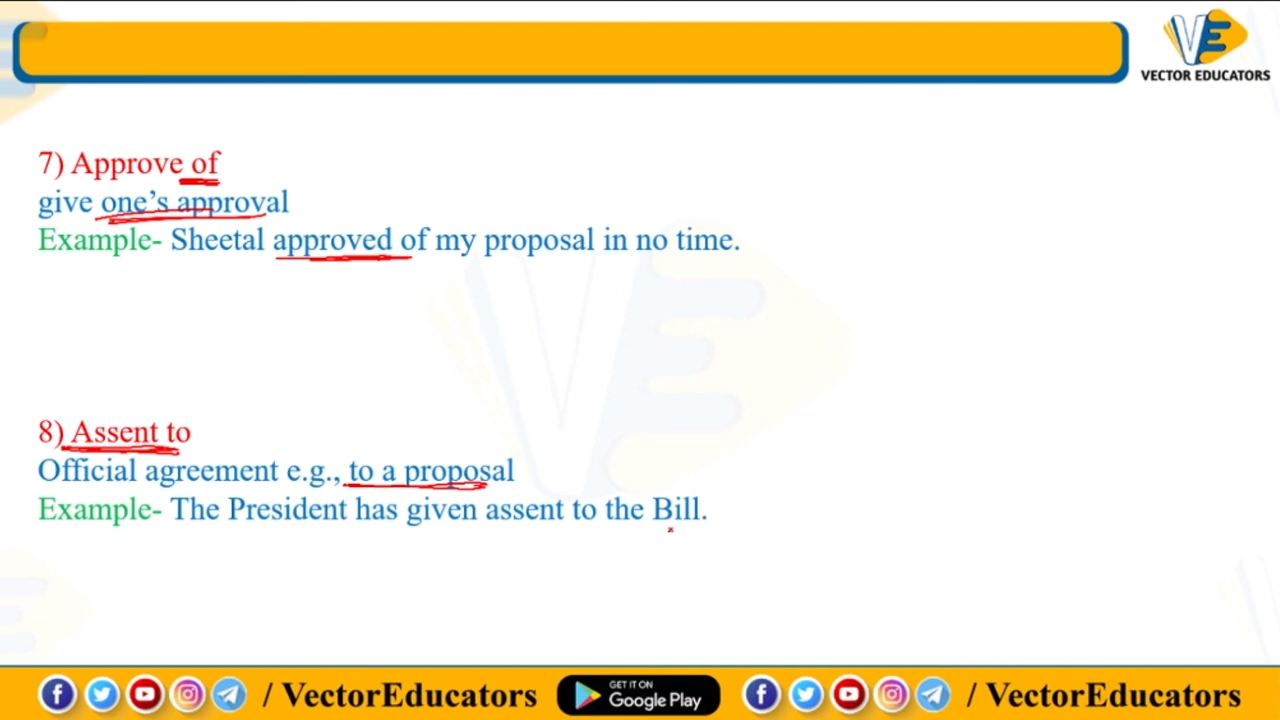 VE
VECTOR EDUCATORS
7) Approve of
give one’s approval
Example- Sheetal approved of my proposal in no time.
8) Assent to
Official agreement e.g., to a proposal
Example- The President has given assent to the Bill.
/ VectorEducators
GET IT ON
Google Play
/ VectorEducators